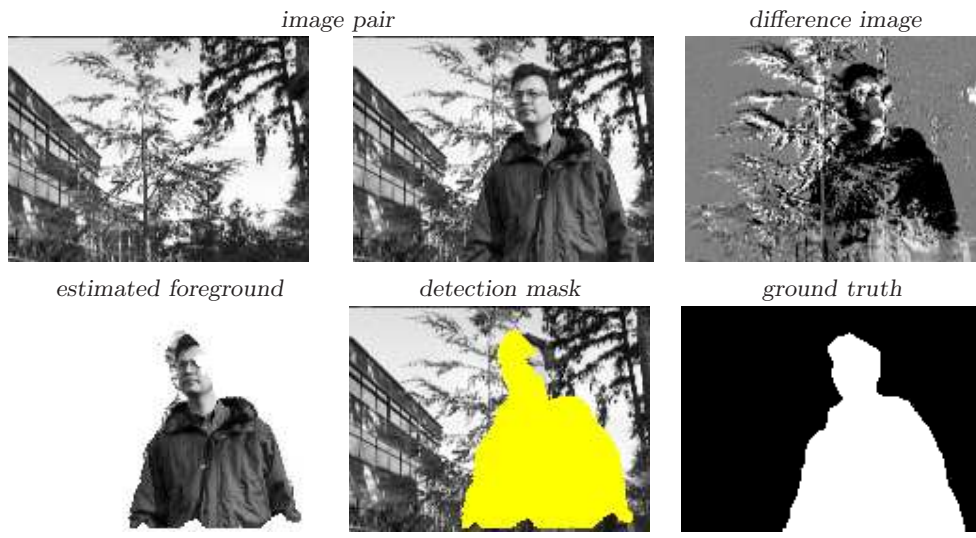 image pair
difference image
estimated foreground
detection mask
ground truth